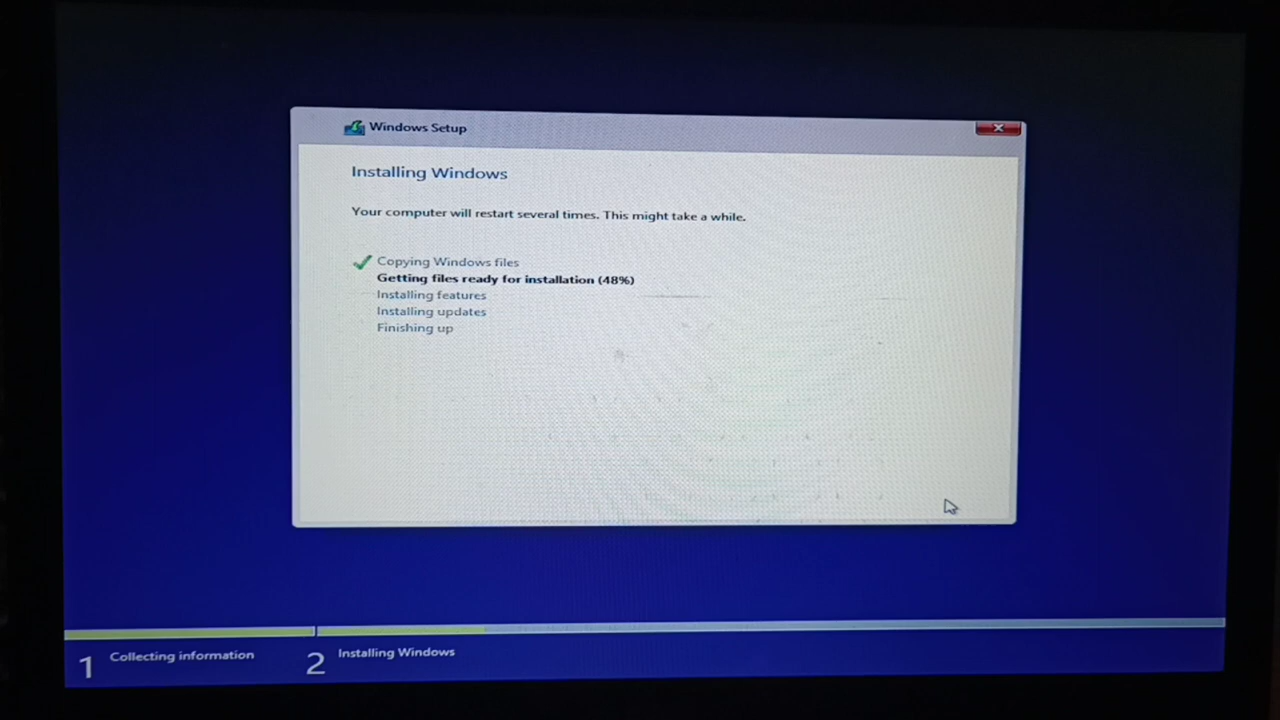 Windows Setup
Installing Windows
Your computer will restart several times. This might take a while.
Copying Windows files
Getting files ready for installation (48%)
Installing features
Installing updates
Finishing up
1 Collecting information
2 Installing Windows